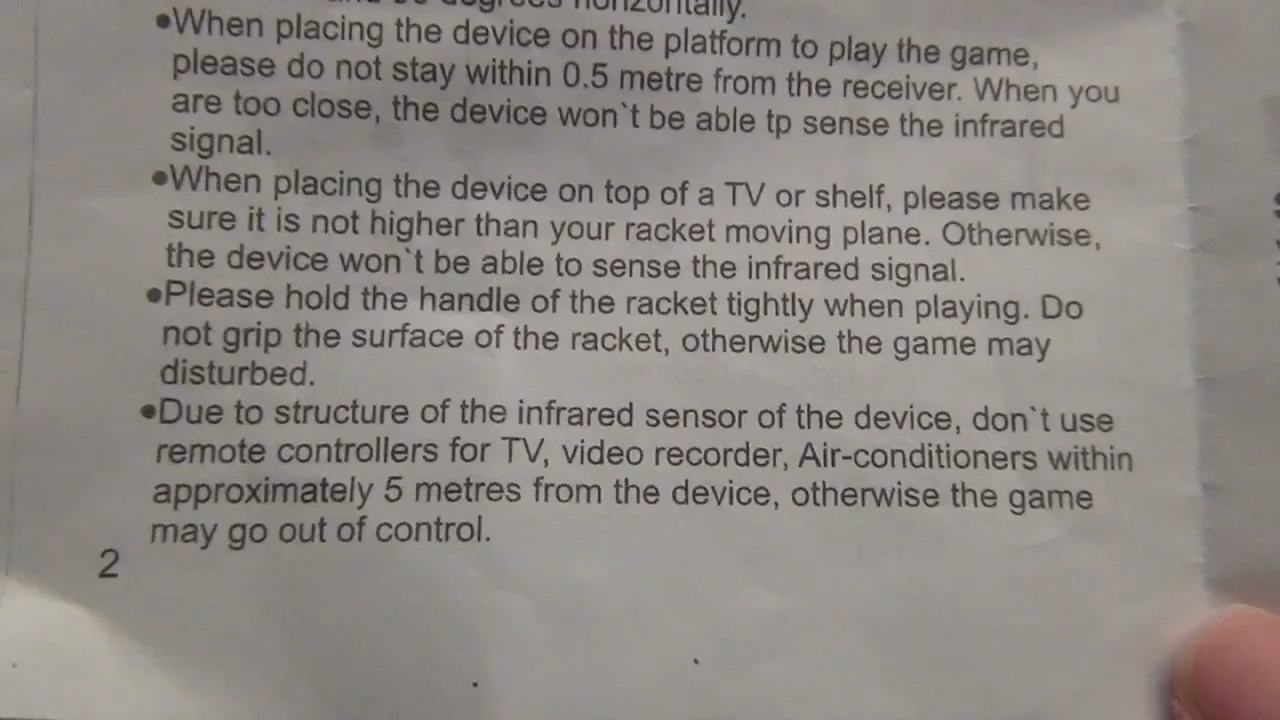 degrees horizontally.
●When placing the device on the platform to play the game,
please do not stay within 0.5 metre from the receiver. When you
are too close, the device won`t be able tp sense the infrared
signal.
●When placing the device on top of a TV or shelf, please make
sure it is not higher than your racket moving plane. Otherwise,
the device won`t be able to sense the infrared signal.
●Please hold the handle of the racket tightly when playing. Do
not grip the surface of the racket, otherwise the game may
disturbed.
●Due to structure of the infrared sensor of the device, don`t use
remote controllers for TV, video recorder, Air-conditioners within
approximately 5 metres from the device, otherwise the game
may go out of control.
2